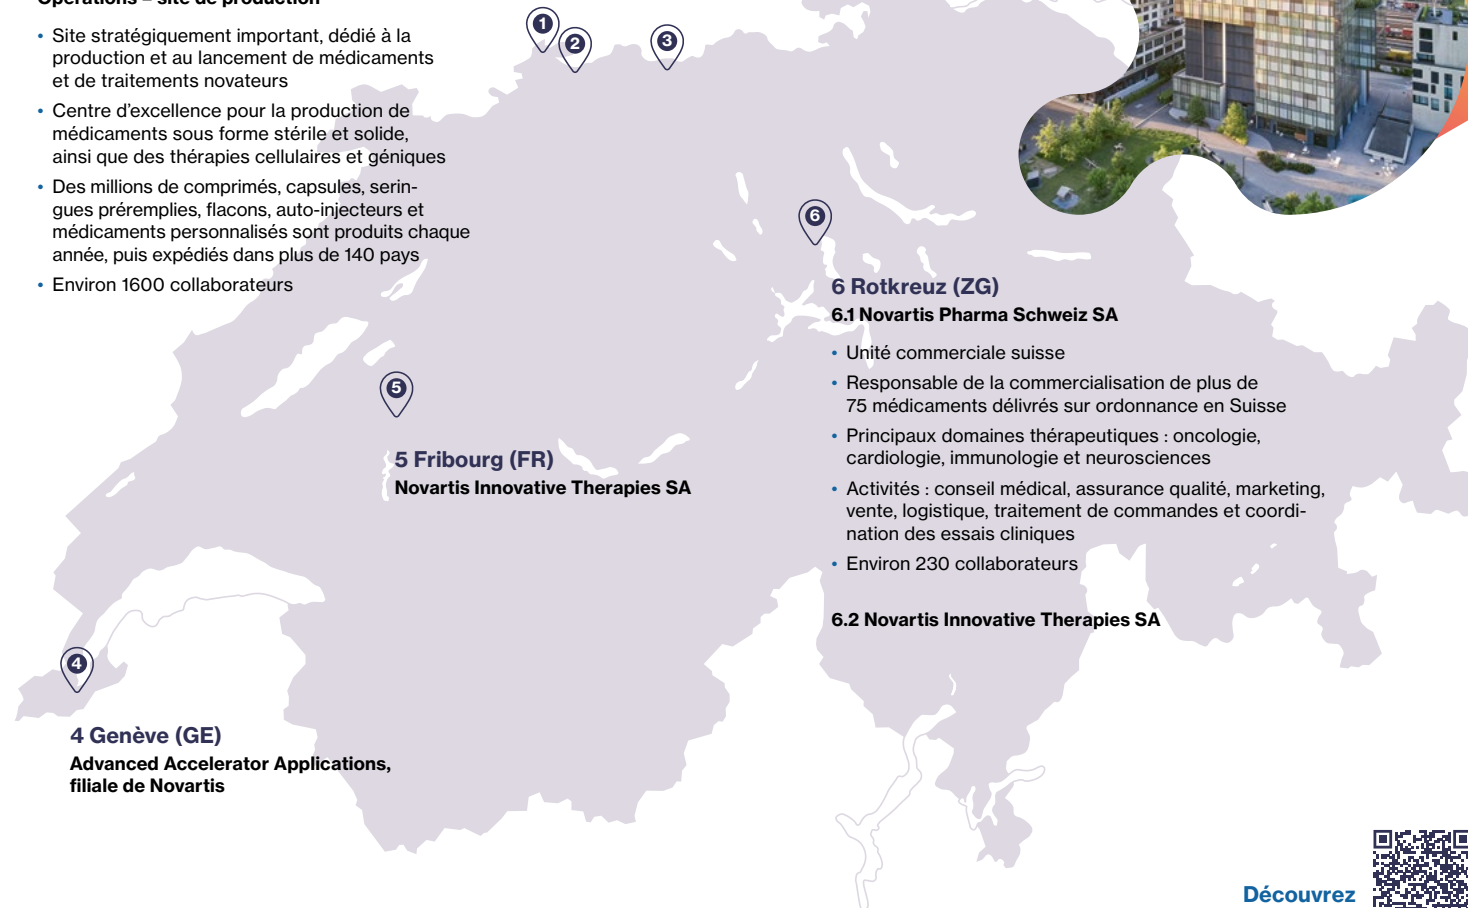 Operations – site de production
• Site stratégiquement important, dédié à la
production et au lancement de médicaments
et de traitements novateurs
• Centre d’excellence pour la production de
médicaments sous forme stérile et solide,
ainsi que des thérapies cellulaires et géniques
• Des millions de comprimés, capsules, serin-
gues préremplies, flacons, auto-injecteurs et
médicaments personnalisés sont produits chaque
année, puis expédiés dans plus de 140 pays
• Environ 1600 collaborateurs
1
2
3
6
6 Rotkreuz (ZG)
6.1 Novartis Pharma Schweiz SA
• Unité commerciale suisse
• Responsable de la commercialisation de plus de
75 médicaments délivrés sur ordonnance en Suisse
• Principaux domaines thérapeutiques : oncologie,
cardiologie, immunologie et neurosciences
• Activités : conseil médical, assurance qualité, marketing,
vente, logistique, traitement de commandes et coordi-
nation des essais cliniques
• Environ 230 collaborateurs
6.2 Novartis Innovative Therapies SA
5
5 Fribourg (FR)
Novartis Innovative Therapies SA
4
4 Genève (GE)
Advanced Accelerator Applications,
filiale de Novartis
Découvrez